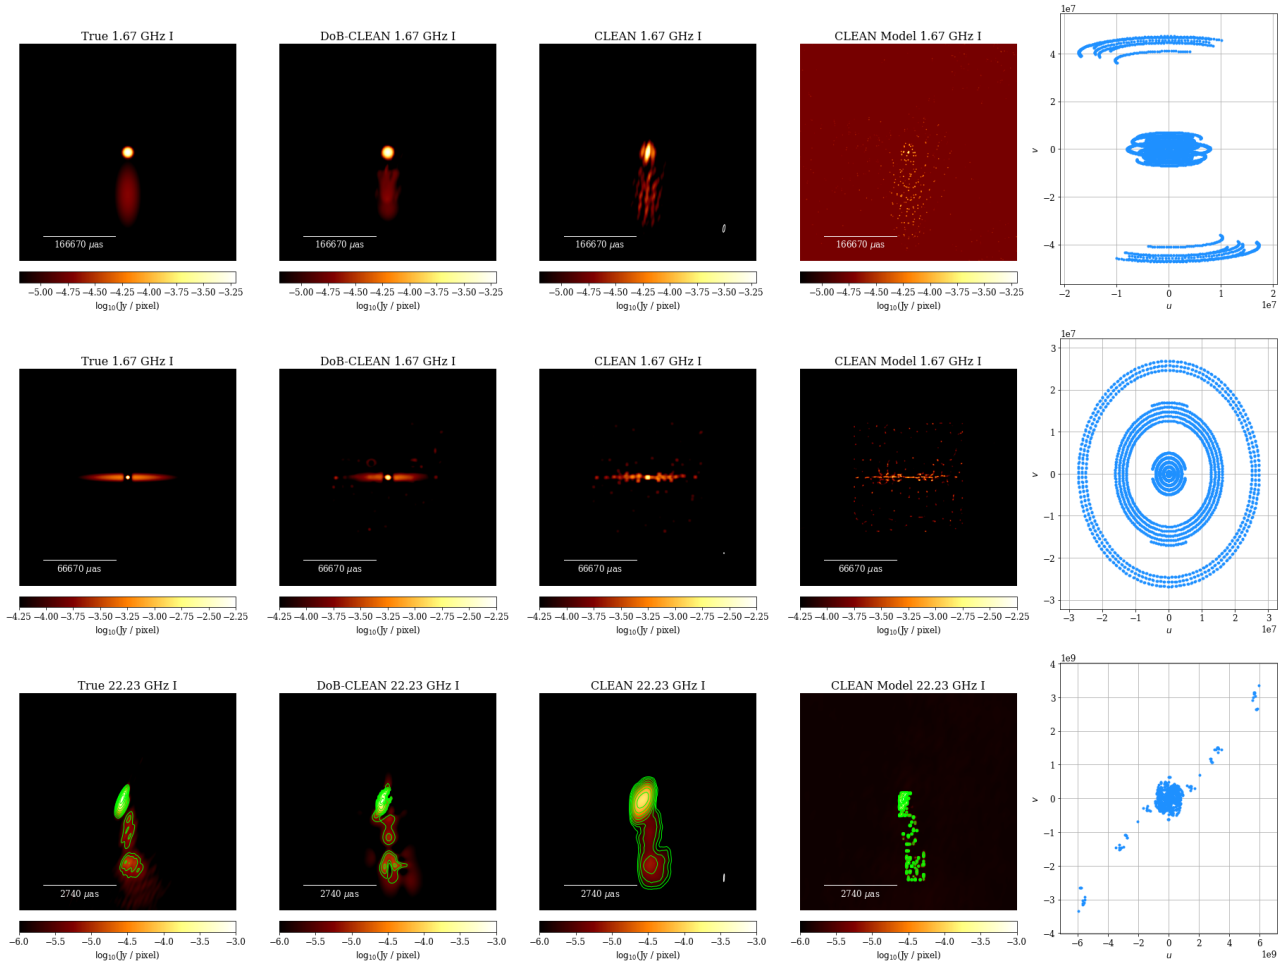 True 1.67 GHz I
166670 μas
−5.00 −4.75 −4.50 −4.25 −4.00 −3.75 −3.50 −3.25
log10(Jy / pixel)
DoB-CLEAN 1.67 GHz I
166670 μas
−5.00 −4.75 −4.50 −4.25 −4.00 −3.75 −3.50 −3.25
log10(Jy / pixel)
CLEAN 1.67 GHz I
166670 μas
−5.00 −4.75 −4.50 −4.25 −4.00 −3.75 −3.50 −3.25
log10(Jy / pixel)
CLEAN Model 1.67 GHz I
166670 μas
−5.00 −4.75 −4.50 −4.25 −4.00 −3.75 −3.50 −3.25
log10(Jy / pixel)
1e7
4
2
0
−2
−4
v
−2 −1 0 1 2
u
1e7
True 1.67 GHz I
66670 μas
−4.25 −4.00 −3.75 −3.50 −3.25 −3.00 −2.75 −2.50 −2.25
log10(Jy / pixel)
DoB-CLEAN 1.67 GHz I
66670 μas
−4.25 −4.00 −3.75 −3.50 −3.25 −3.00 −2.75 −2.50 −2.25
log10(Jy / pixel)
CLEAN 1.67 GHz I
66670 μas
−4.25 −4.00 −3.75 −3.50 −3.25 −3.00 −2.75 −2.50 −2.25
log10(Jy / pixel)
CLEAN Model 1.67 GHz I
66670 μas
−4.25 −4.00 −3.75 −3.50 −3.25 −3.00 −2.75 −2.50 −2.25
log10(Jy / pixel)
1e7
3
2
1
0
−1
−2
−3
v
−3 −2 −1 0 1 2 3
u
1e7
True 22.23 GHz I
2740 μas
−6.0 −5.5 −5.0 −4.5 −4.0 −3.5 −3.0
log10(Jy / pixel)
DoB-CLEAN 22.23 GHz I
2740 μas
−6.0 −5.5 −5.0 −4.5 −4.0 −3.5 −3.0
log10(Jy / pixel)
CLEAN 22.23 GHz I
2740 μas
−6.0 −5.5 −5.0 −4.5 −4.0 −3.5 −3.0
log10(Jy / pixel)
CLEAN Model 22.23 GHz I
2740 μas
−6.0 −5.5 −5.0 −4.5 −4.0 −3.5 −3.0
log10(Jy / pixel)
1e9
4
3
2
1
0
−1
−2
−3
−4
v
−6 −4 −2 0 2 4 6
u
1e9